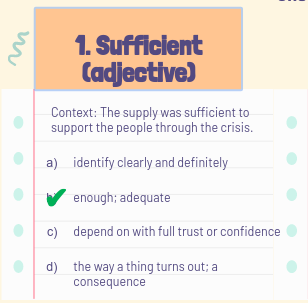 1. Sufficient
(adjective)
Context: The supply was sufficient to
support the people through the crisis.
a) identify clearly and definitely
enough; adequate
c) depend on with full trust or confidence
d) the way a thing turns out; a
consequence